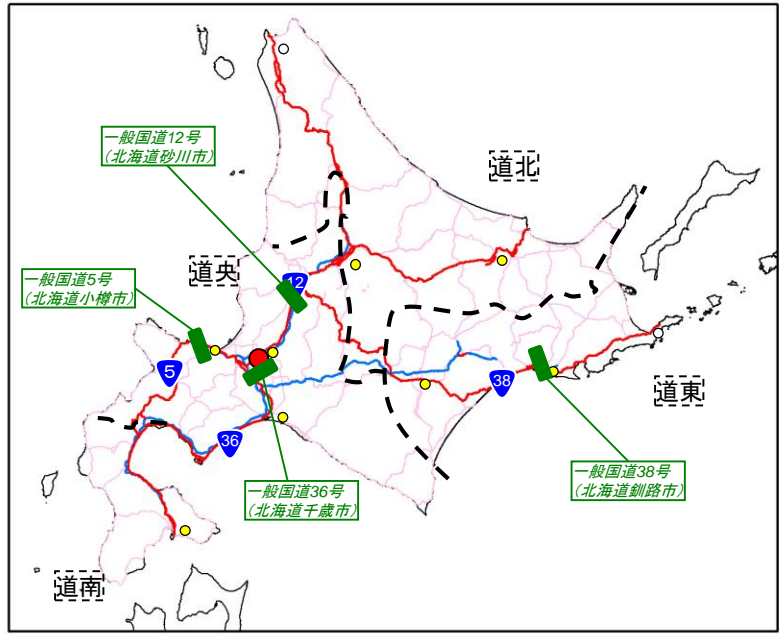 一般国道12号
(北海道砂川市)
道北
道央
12
一般国道5号
(北海道小樽市)
5
38
道東
36
一般国道38号
(北海道釧路市)
一般国道36号
(北海道千歳市)
道南